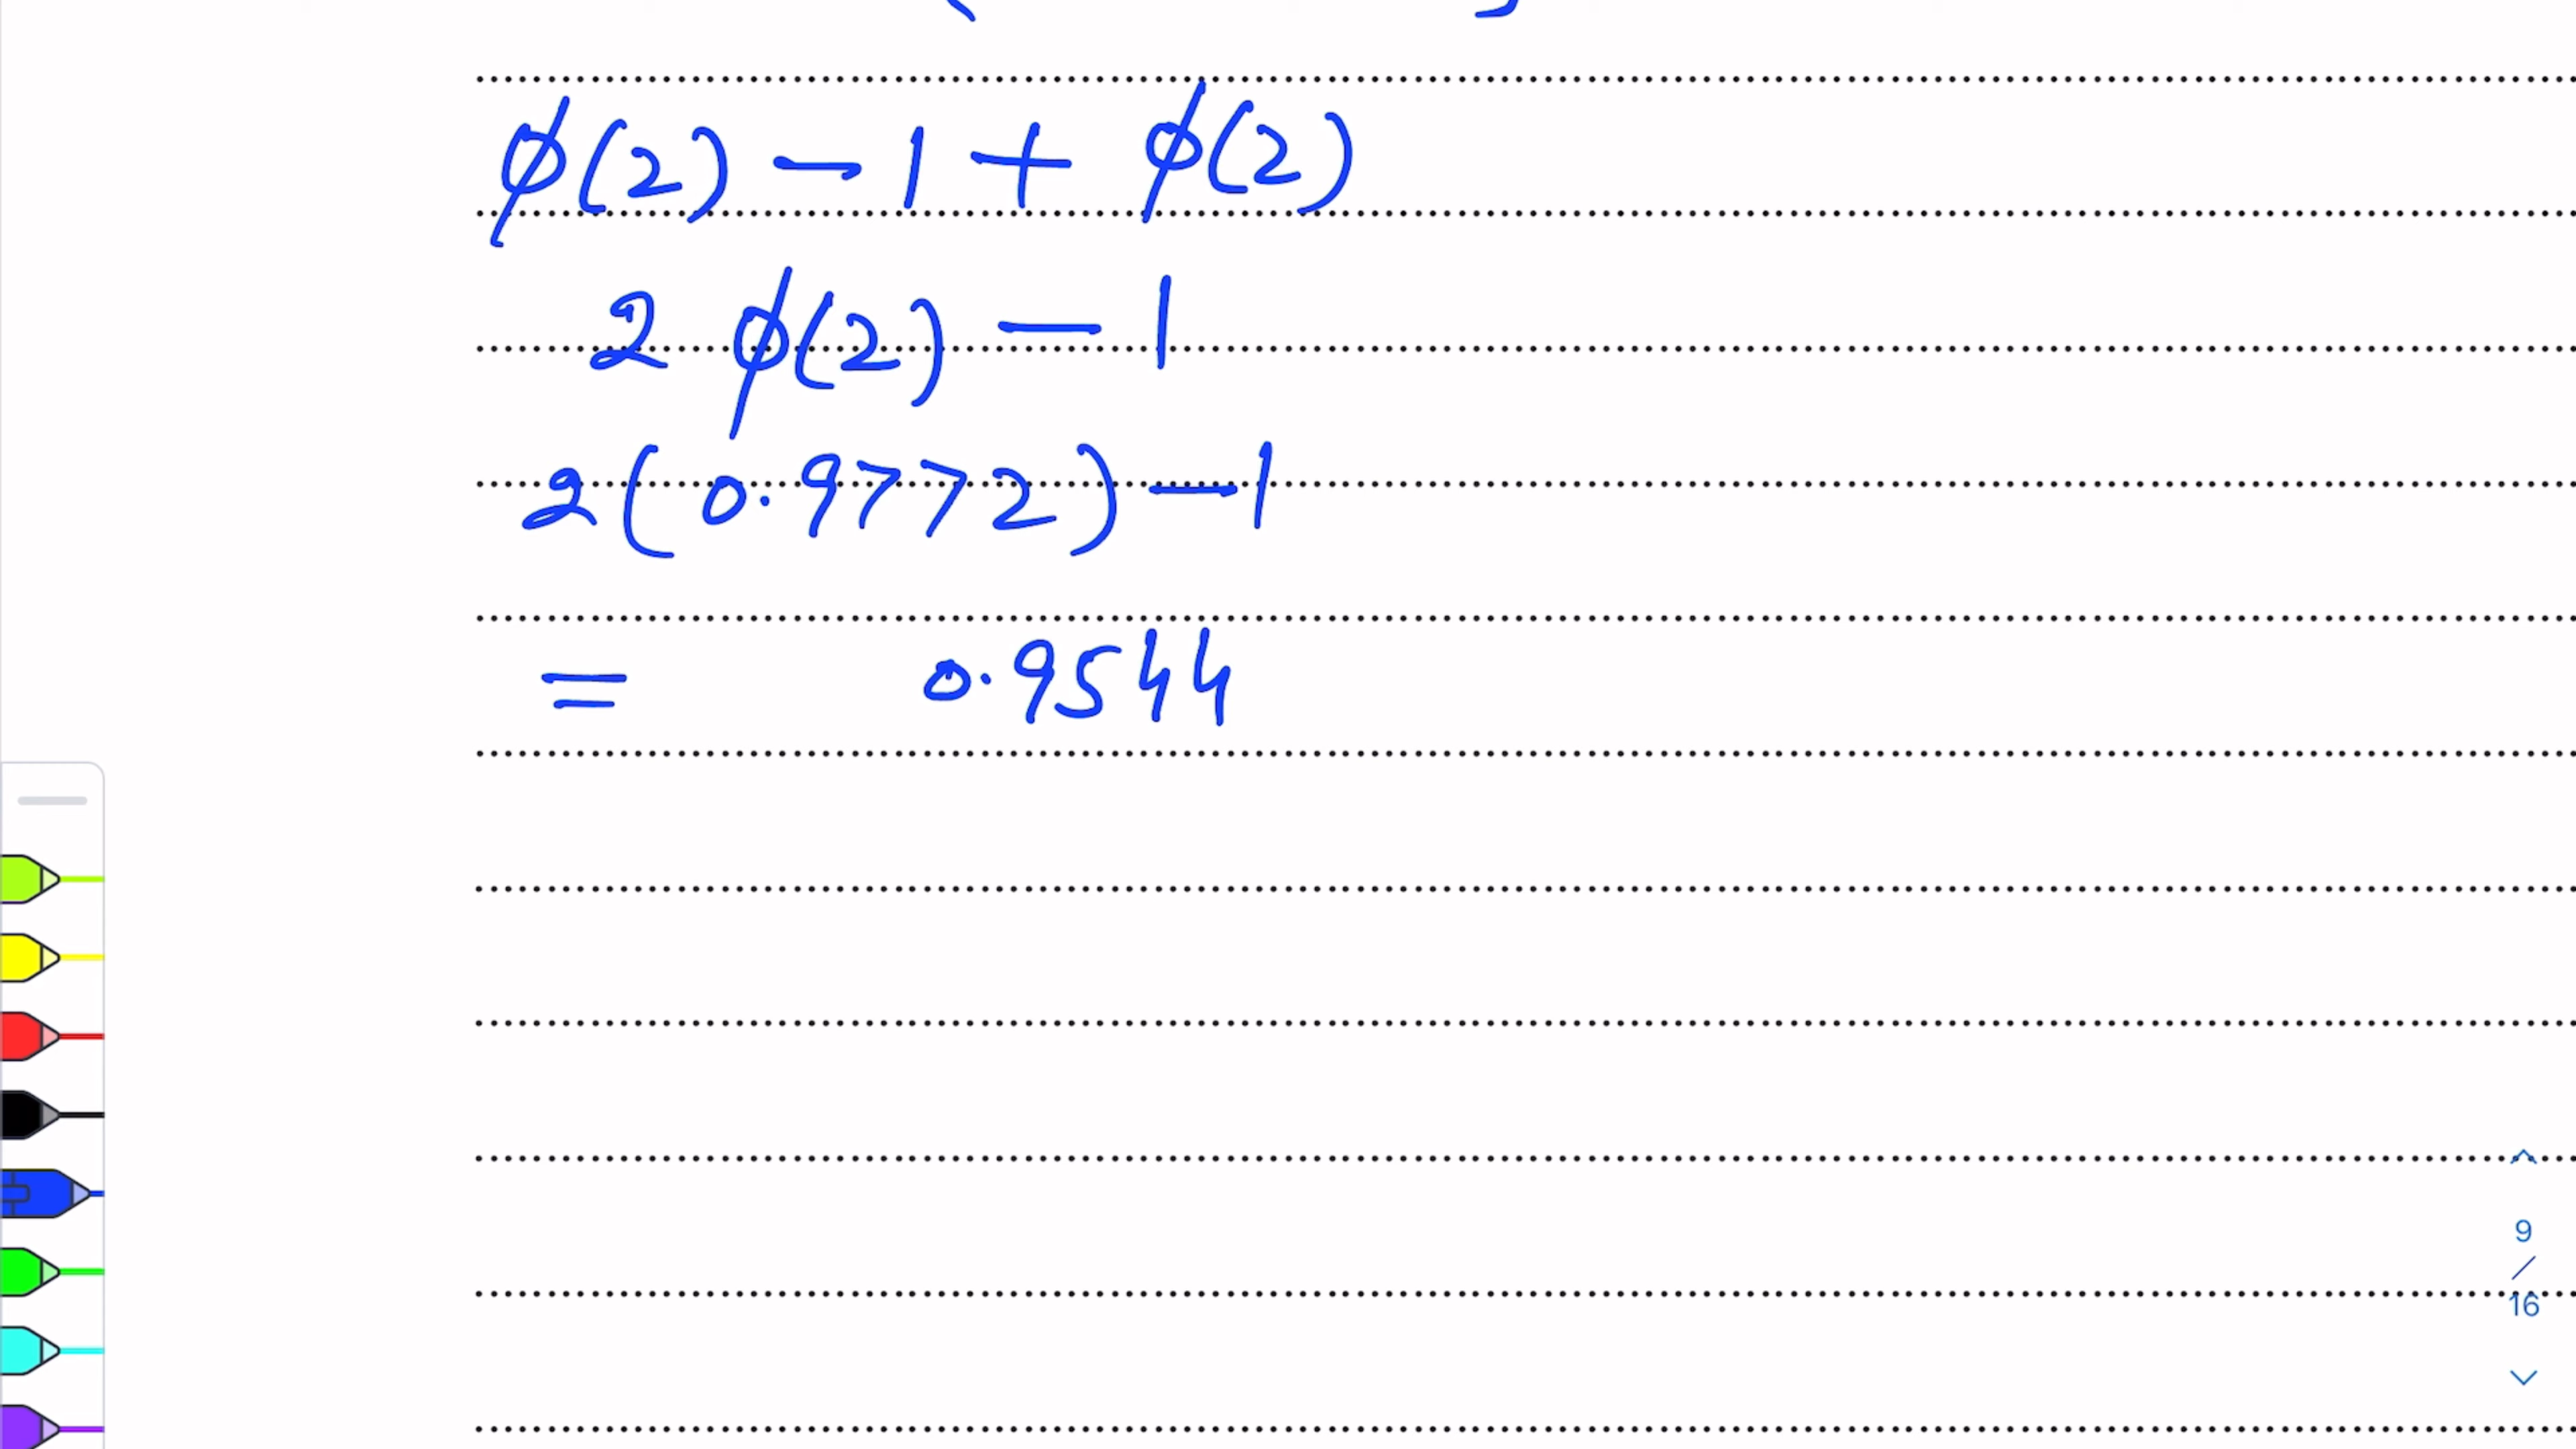 ϕ(2) - 1 + ϕ(2)
2 ϕ(2) - 1
2(0.9772) - 1
= 0.9544
9
/
16